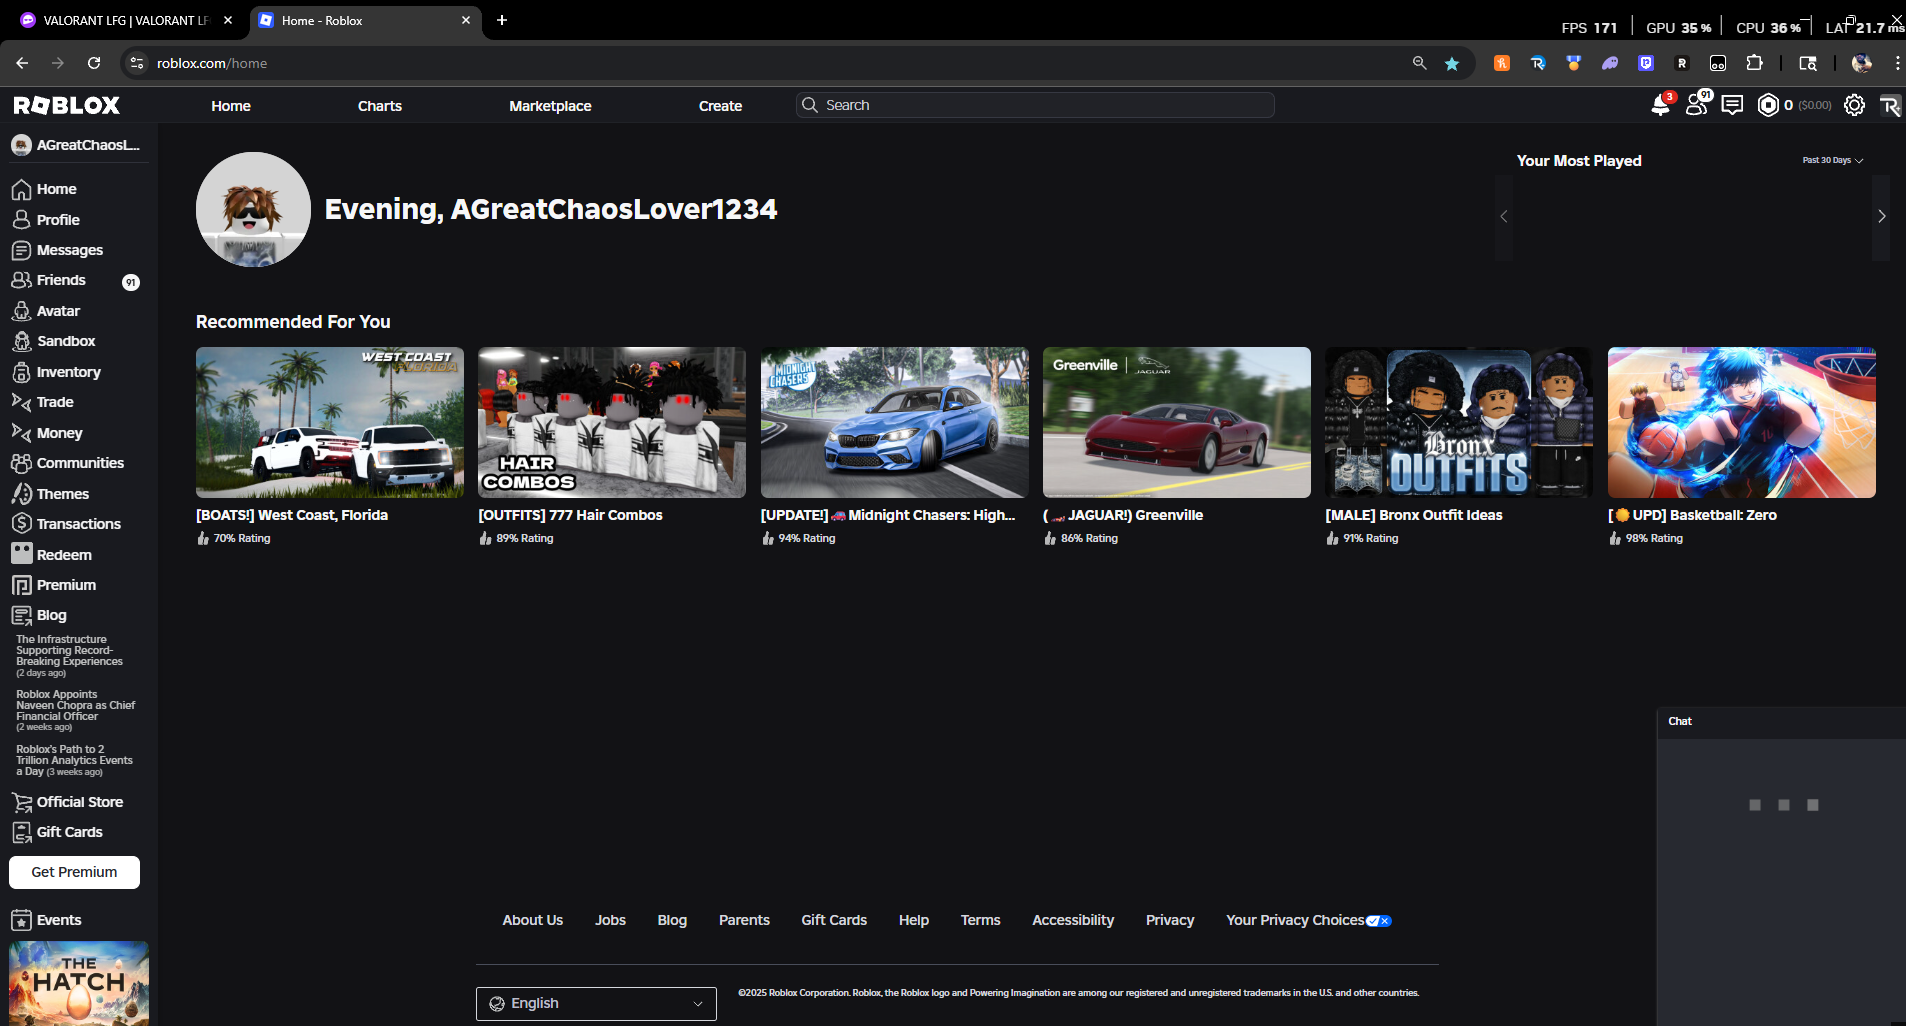 VALORANT LFG | VALORANT LF
Home - Roblox
FPS 171
GPU 35 %
CPU 36 %
LAT 21.7 ms
roblox.com/home
ROBLOX
Home
Charts
Marketplace
Create
Search
3
91
0 ($0.00)
AGreatChaosL...
Home
Profile
Messages
Friends
91
Avatar
Sandbox
Inventory
Trade
Money
Communities
Themes
Transactions
Redeem
Premium
Blog
The Infrastructure
Supporting Record-
Breaking Experiences
(2 days ago)
Roblox Appoints
Naveen Chopra as Chief
Financial Officer
(2 weeks ago)
Roblox's Path to 2
Trillion Analytics Events
a Day (3 weeks ago)
Official Store
Gift Cards
Get Premium
Events
THE
HATCH
Evening, AGreatChaosLover1234
Your Most Played
Past 30 Days
Recommended For You
WEST COAST
FLORIDA
HAIR
COMBOS
MIDNIGHT
CHASERS
Greenville
JAGUAR
Bronx
OUTFITS
[BOATS!] West Coast, Florida
70% Rating
[OUTFITS] 777 Hair Combos
89% Rating
[UPDATE!]🚗 Midnight Chasers: High...
94% Rating
(🏎️ JAGUAR!) Greenville
86% Rating
[MALE] Bronx Outfit Ideas
91% Rating
[ UPD] Basketball: Zero
98% Rating
Chat
About Us
Jobs
Blog
Parents
Gift Cards
Help
Terms
Accessibility
Privacy
Your Privacy Choices
English
©2025 Roblox Corporation. Roblox, the Roblox logo and Powering Imagination are among our registered and unregistered trademarks in the U.S. and other countries.